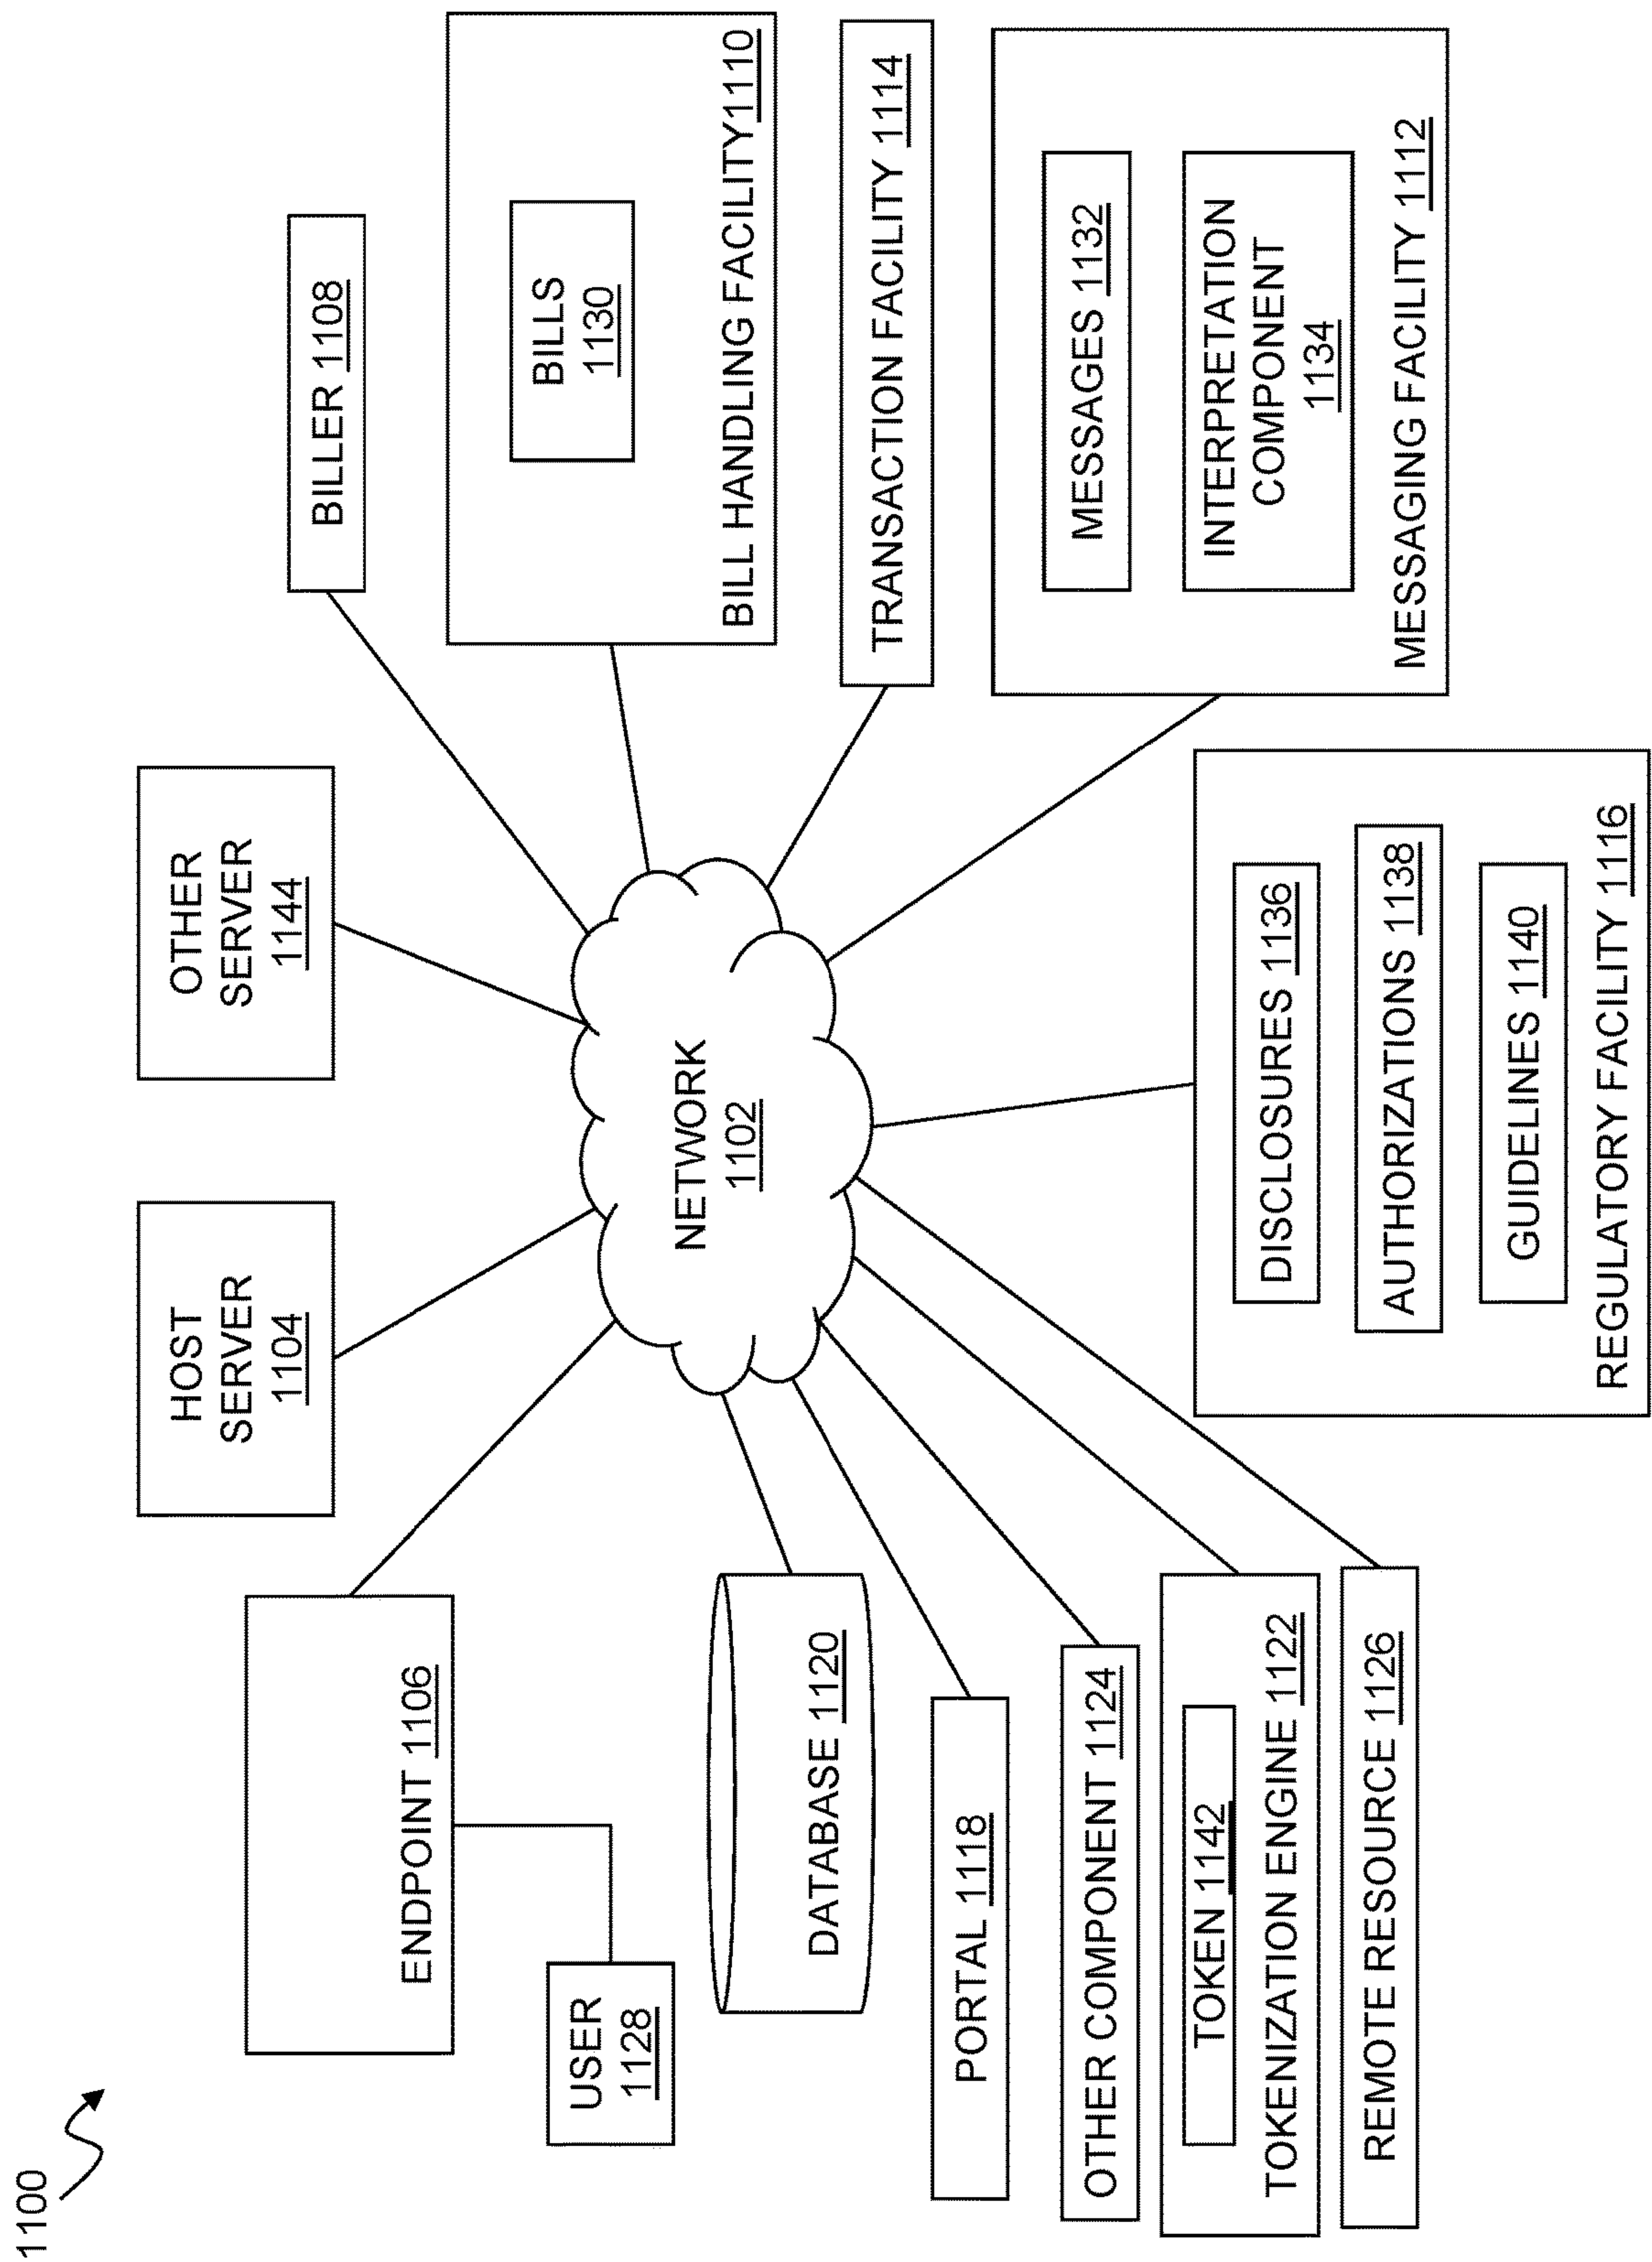 1100
HOST
SERVER
1104
OTHER
SERVER
1144
ENDPOINT 1106
BILLER 1108
USER
1128
BILLS
1130
BILL HANDLING FACILITY1110
NETWORK
1102
DATABASE 1120
TRANSACTION FACILITY 1114
PORTAL 1118
MESSAGES 1132
INTERPRETATION
COMPONENT
1134
MESSAGING FACILITY 1112
OTHER COMPONENT 1124
TOKEN 1142
TOKENIZATION ENGINE 1122
REMOTE RESOURCE 1126
DISCLOSURES 1136
AUTHORIZATIONS 1138
GUIDELINES 1140
REGULATORY FACILITY 1116